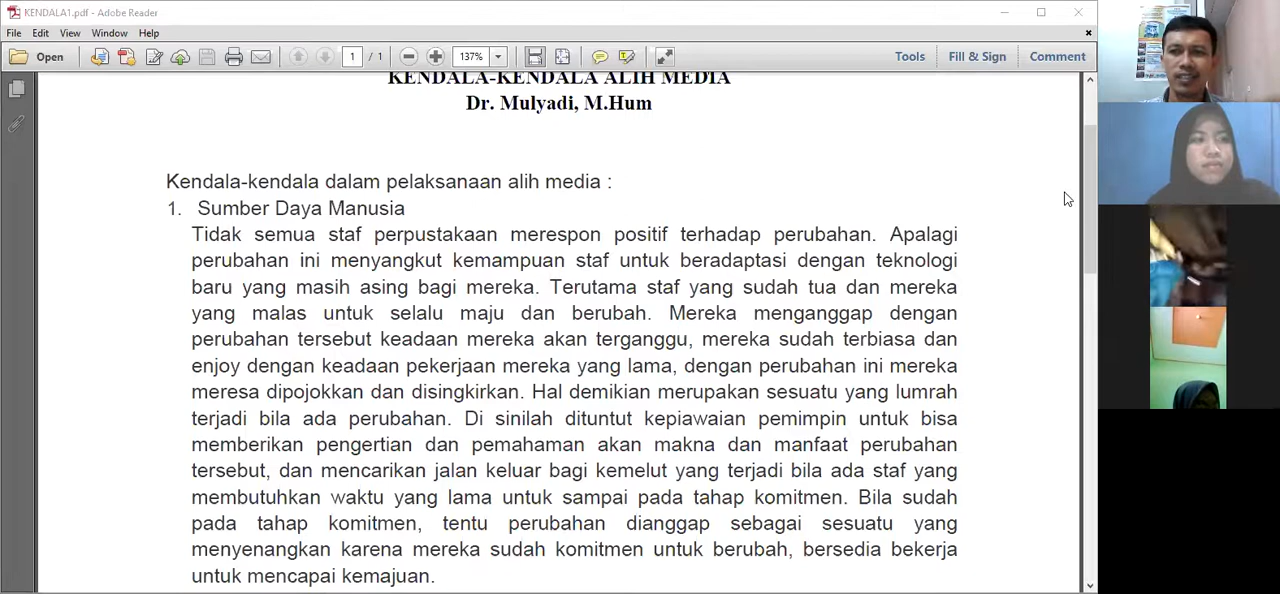 KENDALA1.pdf - Adobe Reader
File Edit View Window Help
Open 1 / 1 137% Tools Fill & Sign Comment
KENDALA-KENDALA ALIH MEDIA
Dr. Mulyadi, M.Hum
Kendala-kendala dalam pelaksanaan alih media :
1. Sumber Daya Manusia
Tidak semua staf perpustakaan merespon positif terhadap perubahan. Apalagi
perubahan ini menyangkut kemampuan staf untuk beradaptasi dengan teknologi
baru yang masih asing bagi mereka. Terutama staf yang sudah tua dan mereka
yang malas untuk selalu maju dan berubah. Mereka menganggap dengan
perubahan tersebut keadaan mereka akan terganggu, mereka sudah terbiasa dan
enjoy dengan keadaan pekerjaan mereka yang lama, dengan perubahan ini mereka
meresa dipojokkan dan disingkirkan. Hal demikian merupakan sesuatu yang lumrah
terjadi bila ada perubahan. Di sinilah dituntut kepiawaian pemimpin untuk bisa
memberikan pengertian dan pemahaman akan makna dan manfaat perubahan
tersebut, dan mencarikan jalan keluar bagi kemelut yang terjadi bila ada staf yang
membutuhkan waktu yang lama untuk sampai pada tahap komitmen. Bila sudah
pada tahap komitmen, tentu perubahan dianggap sebagai sesuatu yang
menyenangkan karena mereka sudah komitmen untuk berubah, bersedia bekerja
untuk mencapai kemajuan.